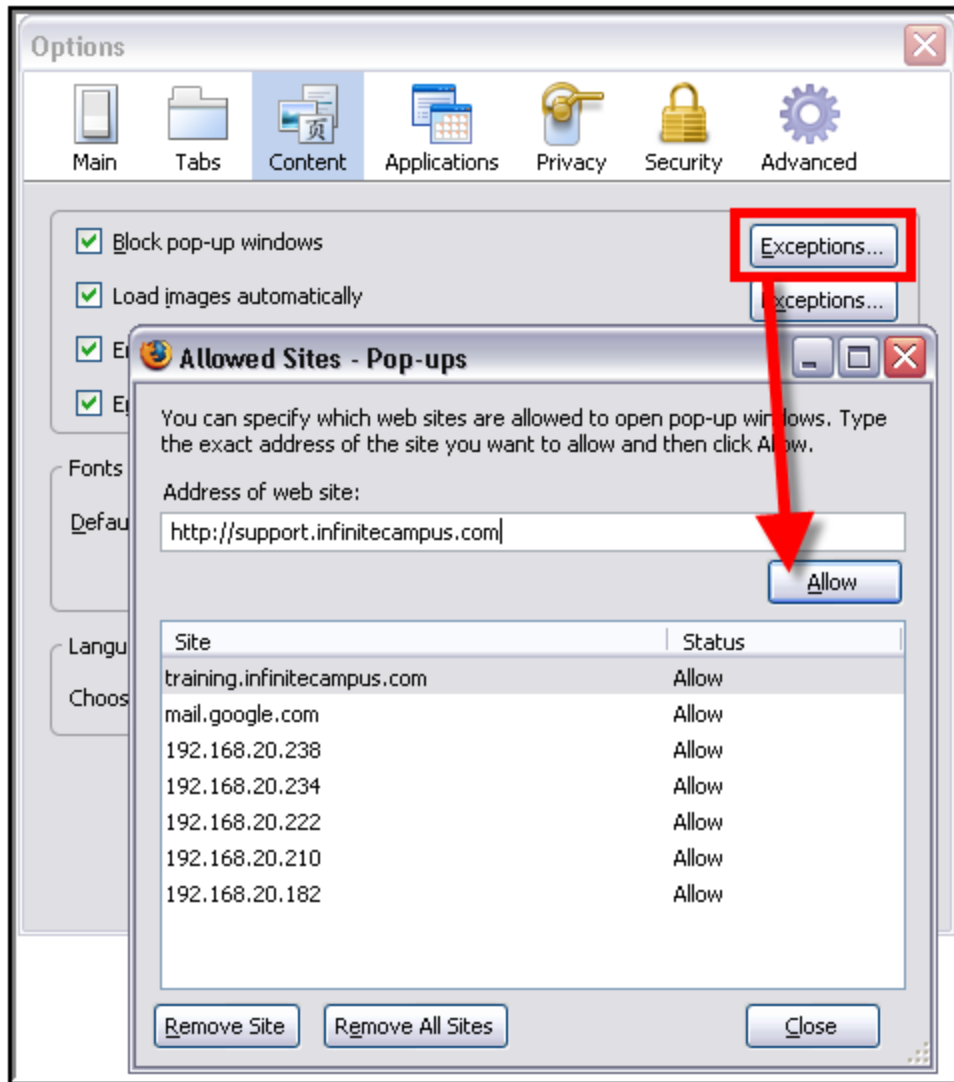 Options
Main Tabs Content Applications Privacy Security Advanced
页
Block pop-up windows Exceptions...
Load images automatically Exceptions...
Allowed Sites - Pop-ups
You can specify which web sites are allowed to open pop-up windows. Type
the exact address of the site you want to allow and then click Allow.
Address of web site:
http://support.infinitecampus.com
Allow
Site Status
training.infinitecampus.com Allow
mail.google.com Allow
192.168.20.238 Allow
192.168.20.234 Allow
192.168.20.222 Allow
192.168.20.210 Allow
192.168.20.182 Allow
Remove Site Remove All Sites Close
Fonts
Defau
Langu
Choos